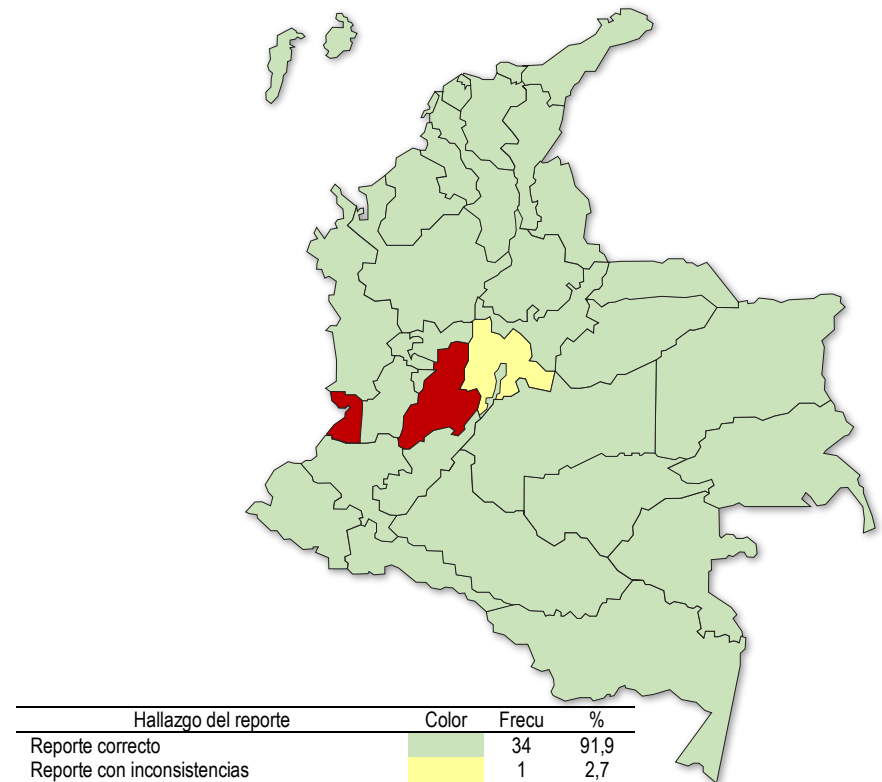 Hallazgo del reporte Color Frecu %
Reporte correcto 34 91,9
Reporte con inconsistencias 1 2,7